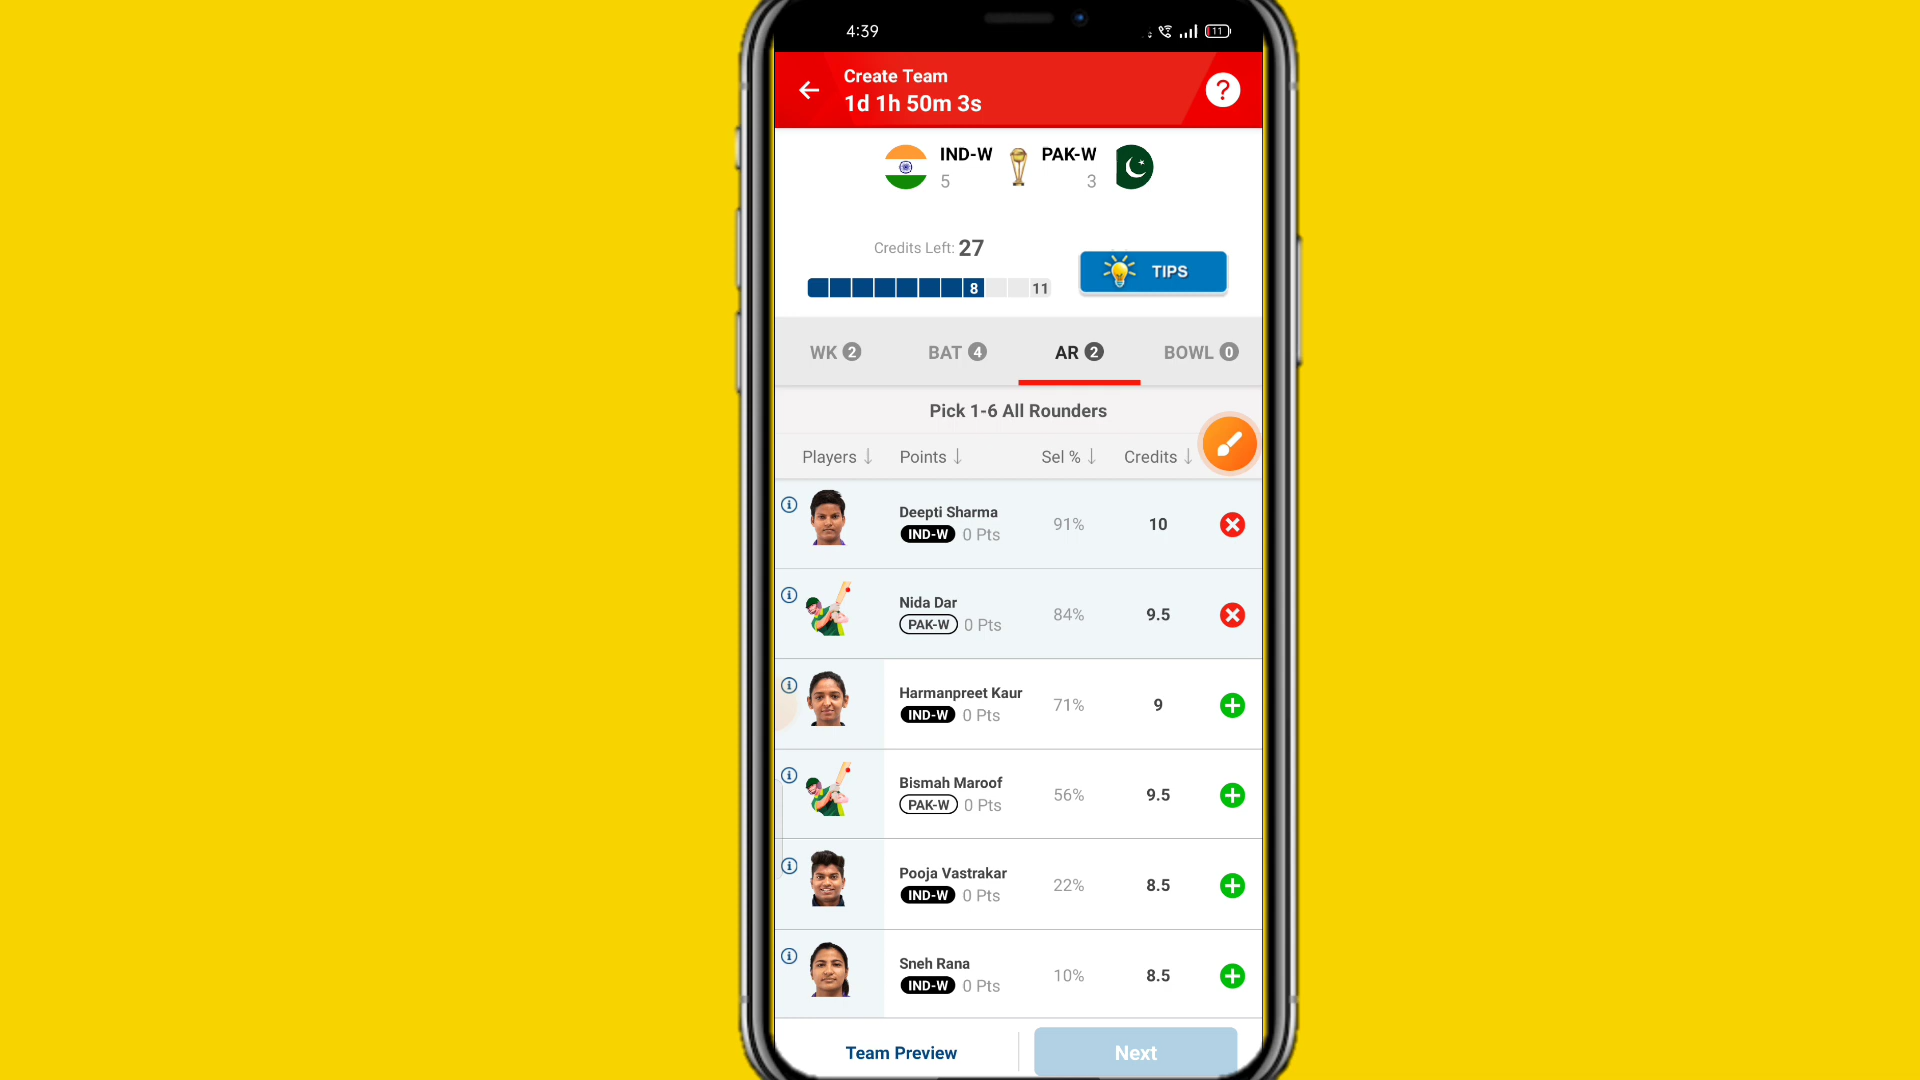 4:39
11
Create Team
1d 1h 50m 3s
?
IND-W
5
PAK-W
3
Credits Left: 27
8
11
TIPS
WK 2
BAT 4
AR 2
BOWL 0
Pick 1-6 All Rounders
Players ↓ Points ↓ Sel % ↓ Credits ↓
Deepti Sharma
IND-W 0 Pts
91%
10
Nida Dar
PAK-W 0 Pts
84%
9.5
Harmanpreet Kaur
IND-W 0 Pts
71%
9
Bismah Maroof
PAK-W 0 Pts
56%
9.5
Pooja Vastrakar
IND-W 0 Pts
22%
8.5
Sneh Rana
IND-W 0 Pts
10%
8.5
Team Preview
Next